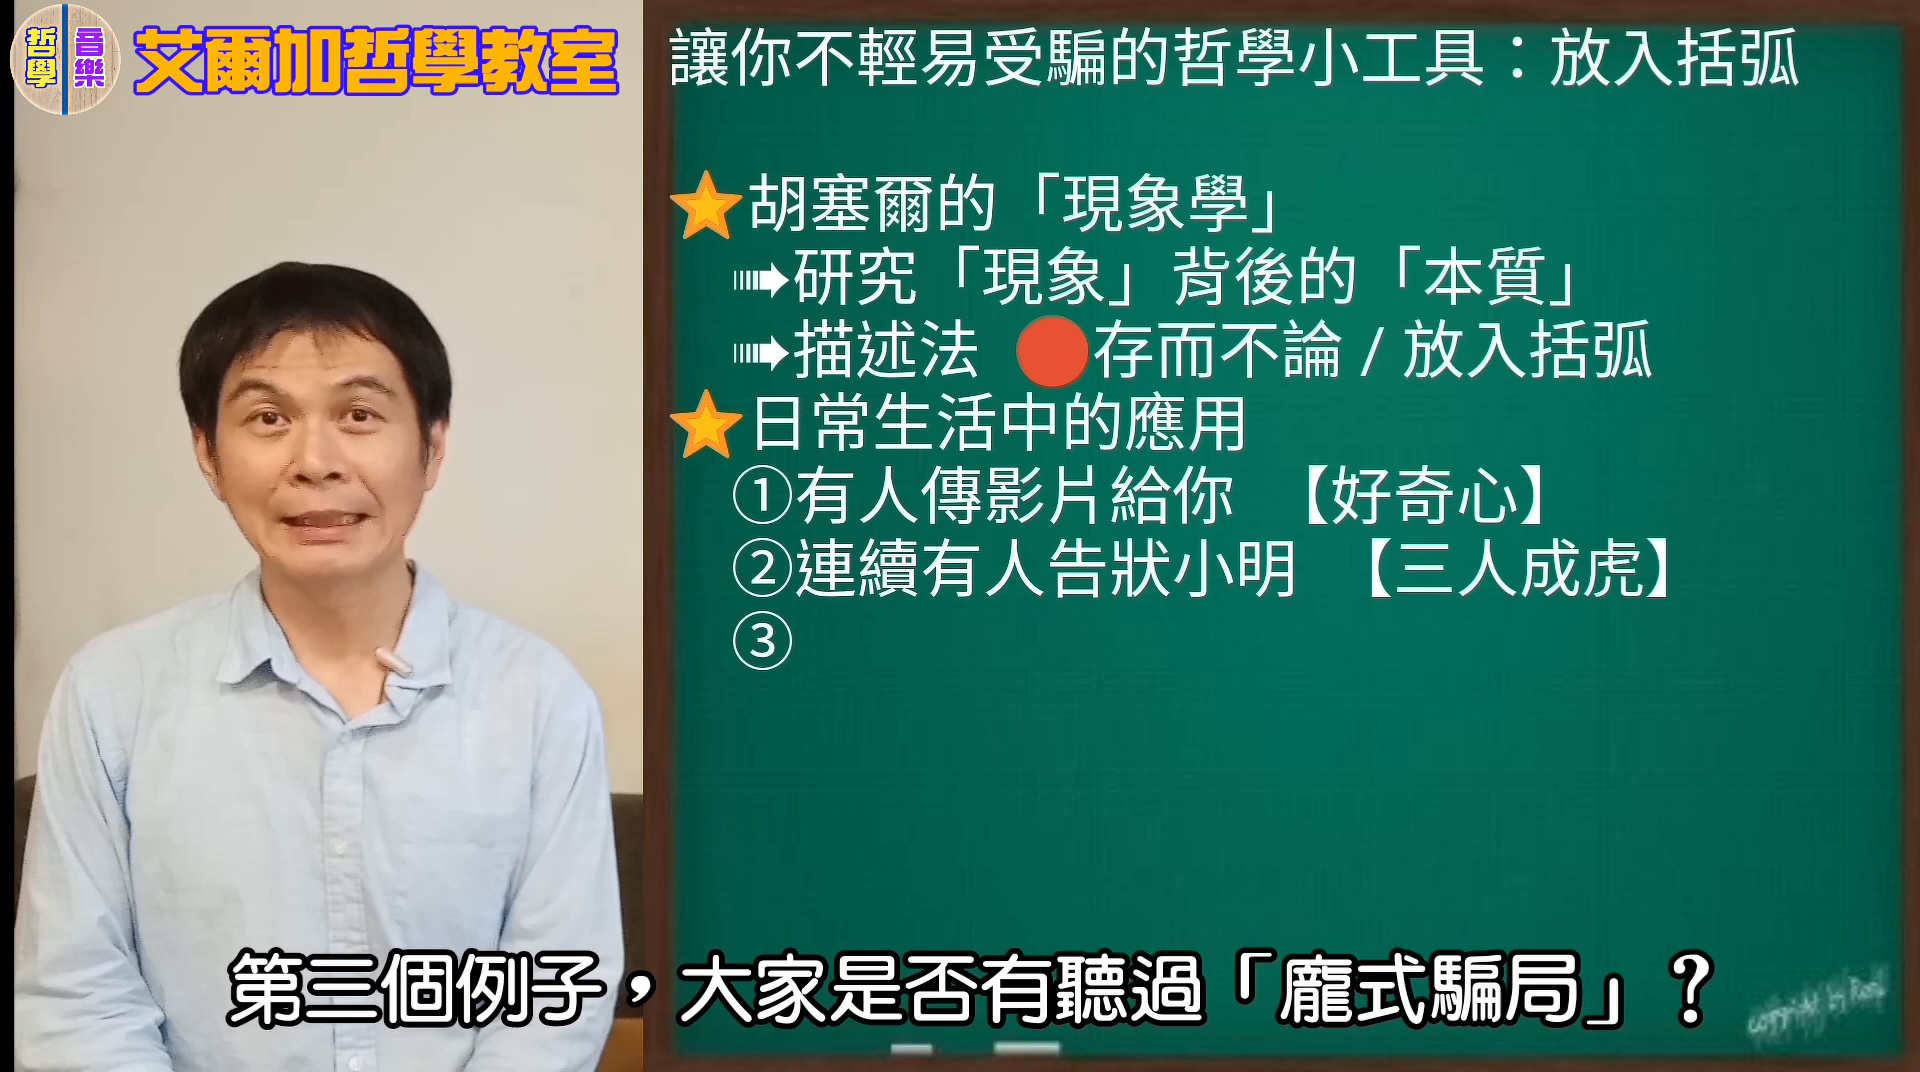 哲學
音樂
艾爾加哲學教室
讓你不輕易受騙的哲學小工具：放入括弧
⭐胡塞爾的「現象學」
➠研究「現象」背後的「本質」
➠描述法 🔴存而不論 / 放入括弧
⭐日常生活中的應用
①有人傳影片給你 【好奇心】
②連續有人告狀小明 【三人成虎】
③
第三個例子，大家是否有聽過「龐式騙局」？
copyright by